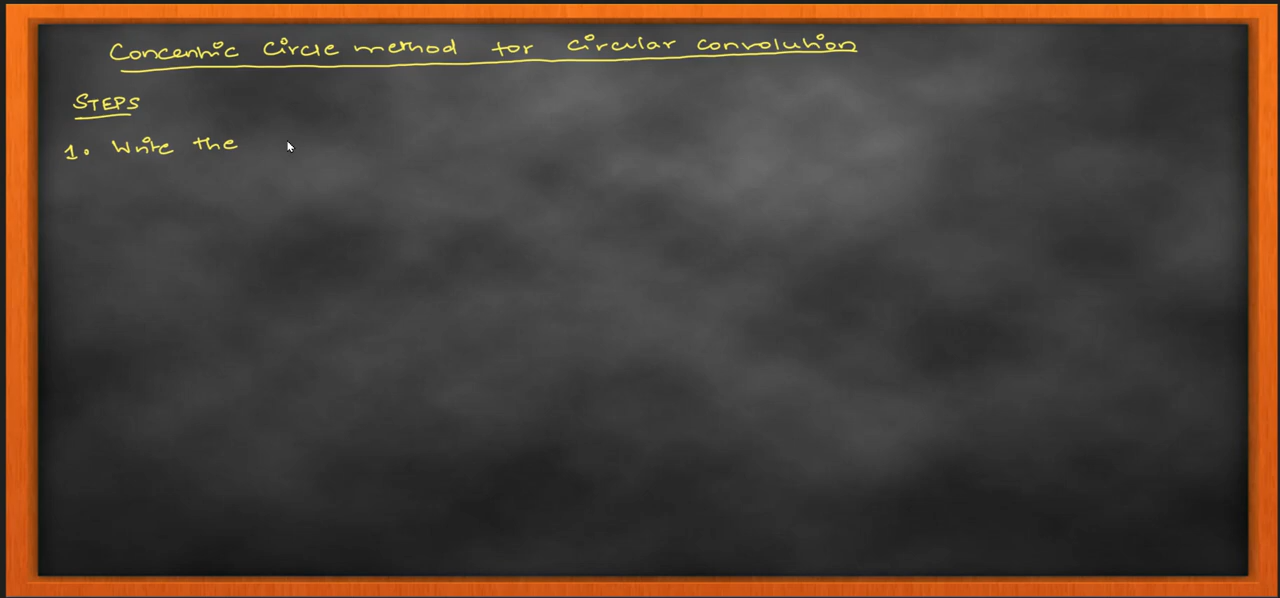 Concentric Circle method for circular convolution
STEPS
1. Write the